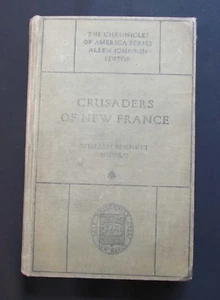 THE CHRONICLES
OF AMERICA SERIES
ALLEN JOHNSON
EDITOR
CRUSADERS
OF NEW FRANCE
WILLIAM BENNETT
MUNRO